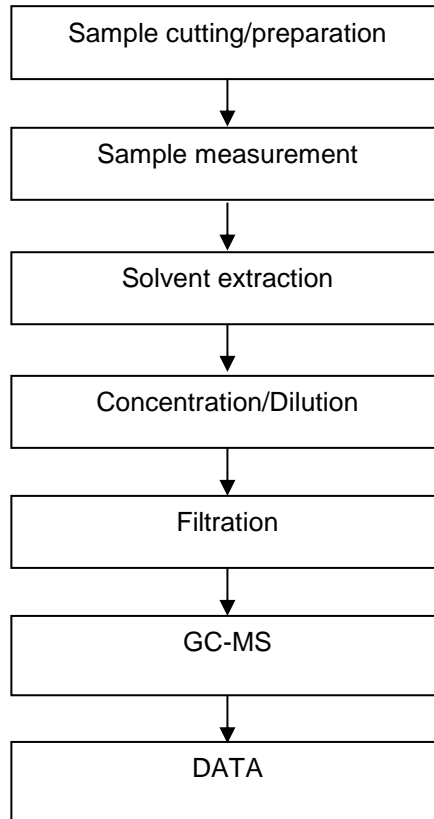 Sample cutting/preparation
Sample measurement
Solvent extraction
Concentration/Dilution
Filtration
GC-MS
DATA